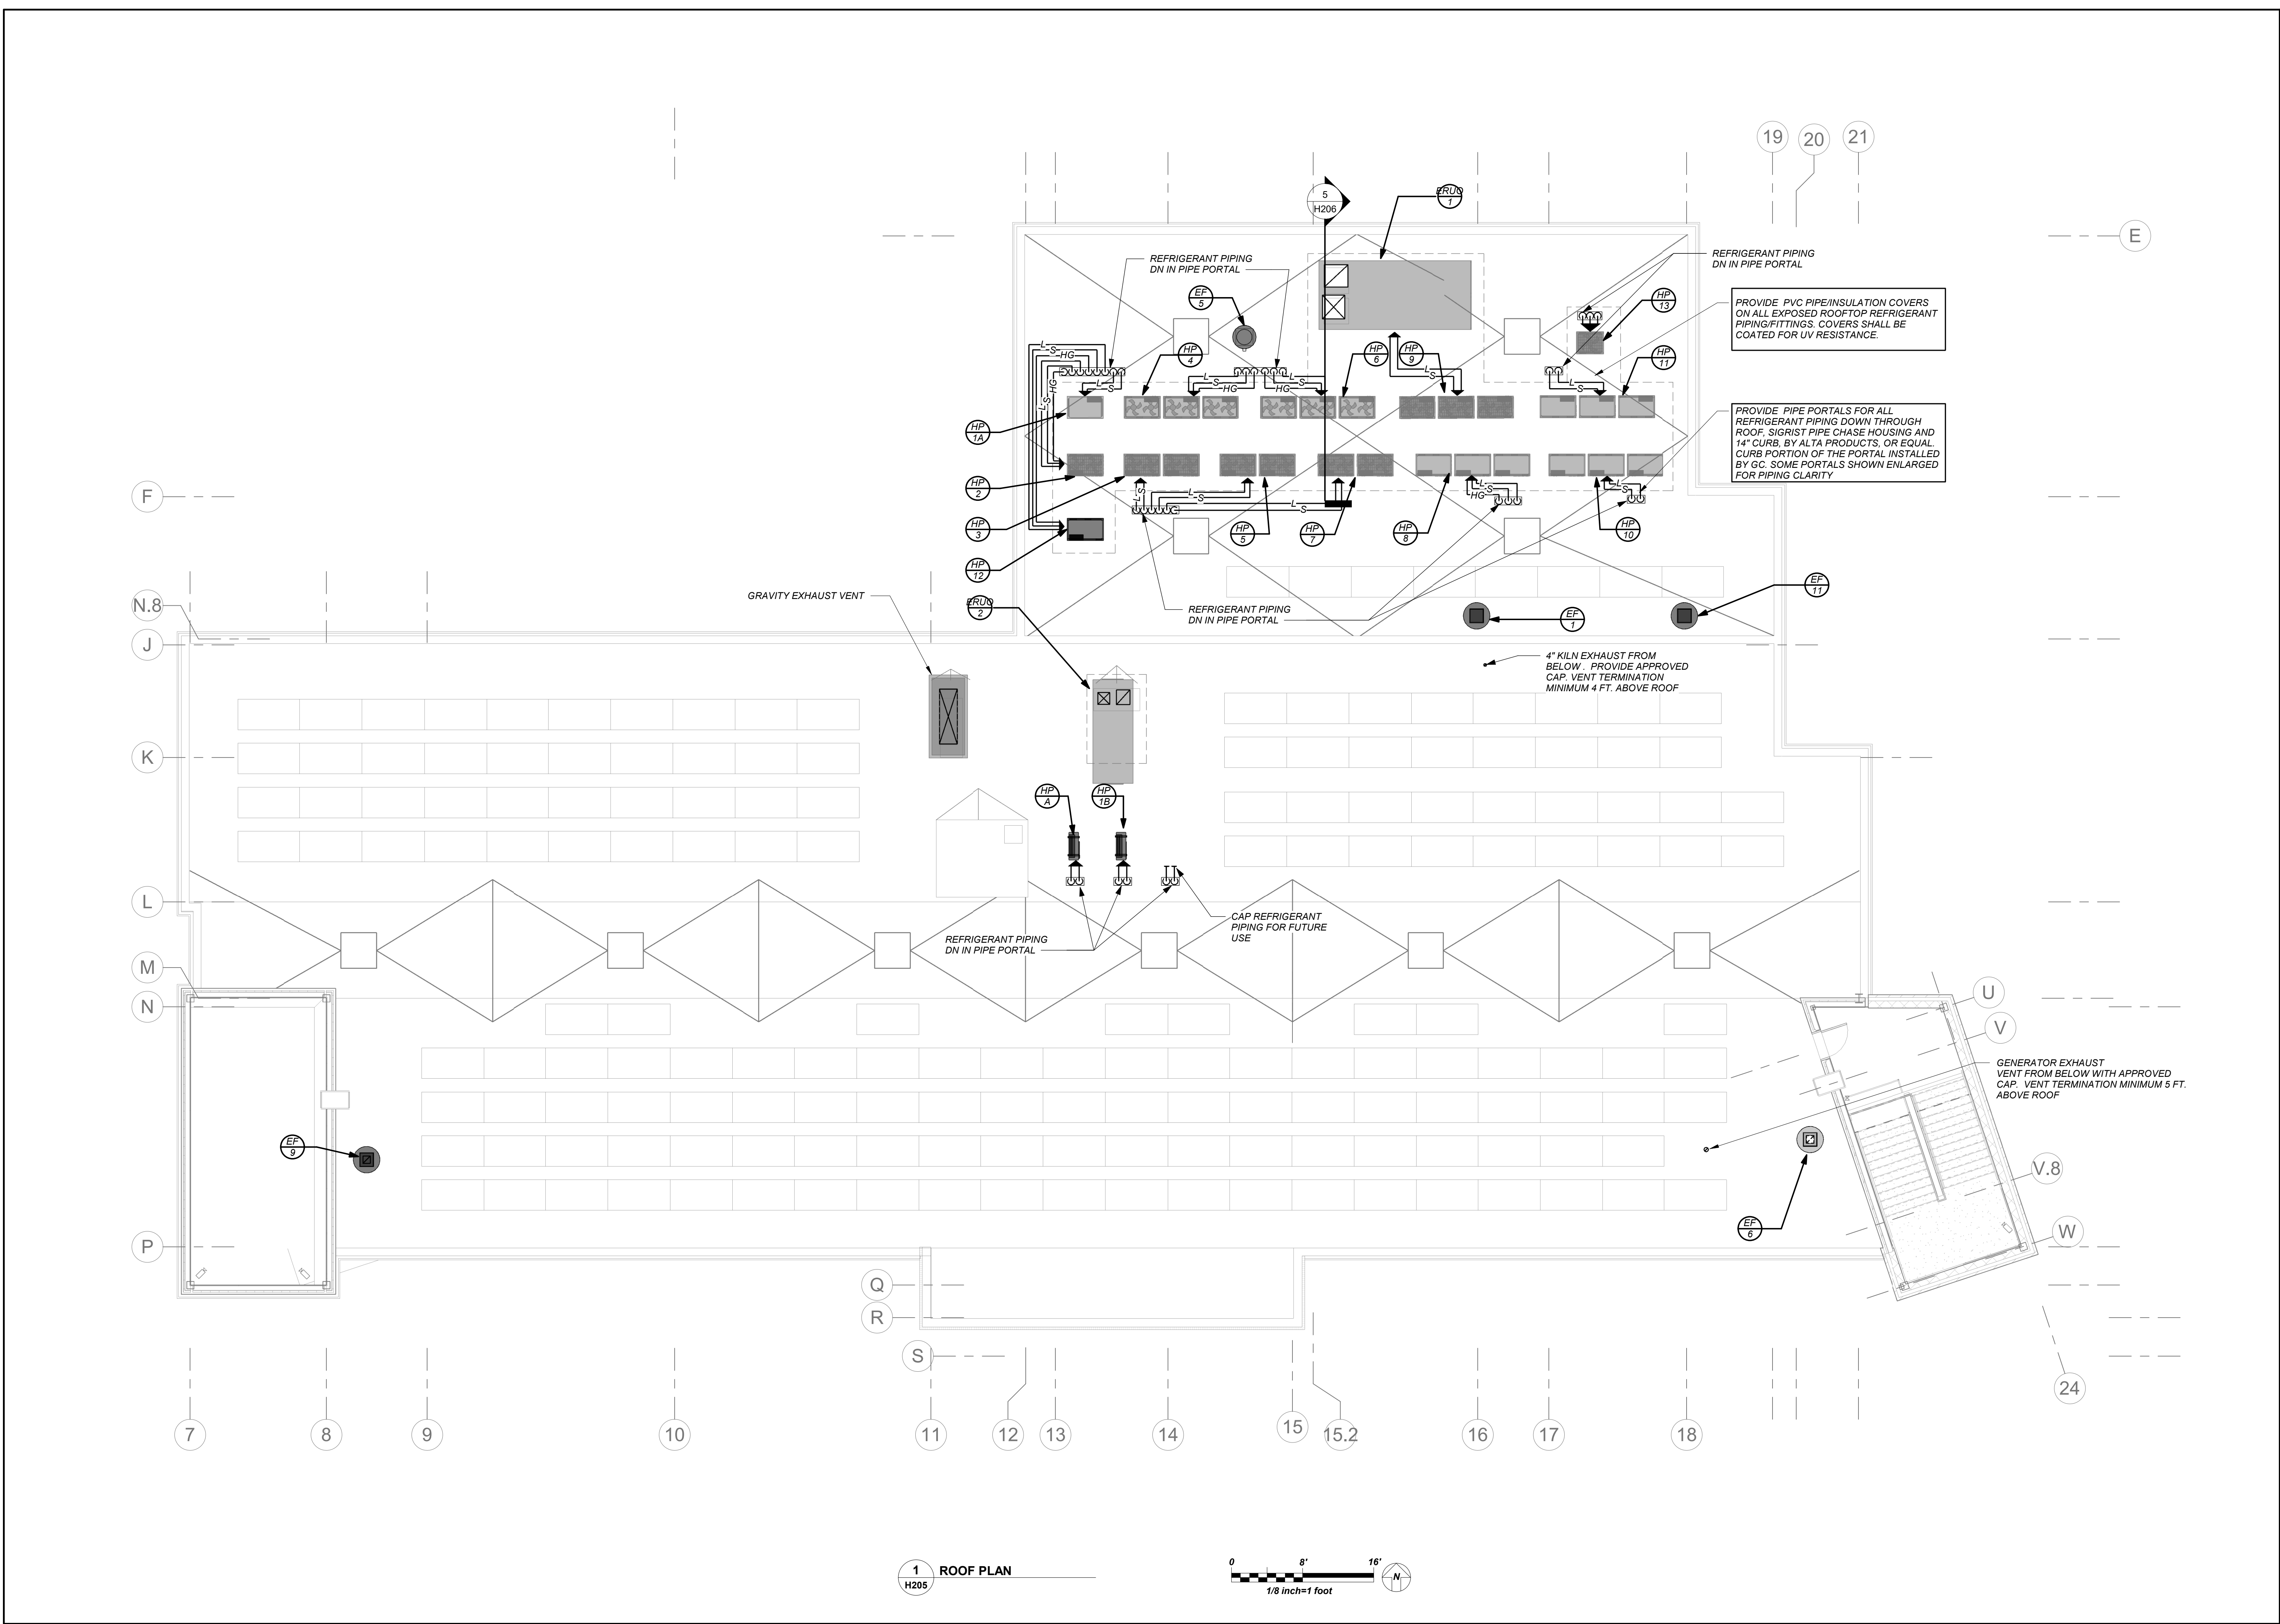 19
20
21
5
H206
ERUO
1
E
REFRIGERANT PIPING
DN IN PIPE PORTAL
REFRIGERANT PIPING
DN IN PIPE PORTAL
EF
5
HP
13
PROVIDE PVC PIPE/INSULATION COVERS
ON ALL EXPOSED ROOFTOP REFRIGERANT
PIPING/FITTINGS. COVERS SHALL BE
COATED FOR UV RESISTANCE.
L
S
HG
HP
4
HP
6
HP
9
HP
11
L
S
L
S
HG
L
S
HG
L
S
L
S
L
S
HG
PROVIDE PIPE PORTALS FOR ALL
REFRIGERANT PIPING DOWN THROUGH
ROOF, SIGRIST PIPE CHASE HOUSING AND
14" CURB, BY ALTA PRODUCTS, OR EQUAL.
CURB PORTION OF THE PORTAL INSTALLED
BY GC. SOME PORTALS SHOWN ENLARGED
FOR PIPING CLARITY
HP
1A
HP
2
F
L
S
L
S
L
S
HG
L
S
L
S
HP
3
HP
5
HP
7
HP
8
HP
10
HP
12
GRAVITY EXHAUST VENT
ERUO
2
EF
11
N.8
REFRIGERANT PIPING
DN IN PIPE PORTAL
EF
1
J
4" KILN EXHAUST FROM
BELOW . PROVIDE APPROVED
CAP. VENT TERMINATION
MINIMUM 4 FT. ABOVE ROOF
K
HP
A
HP
1B
L
CAP REFRIGERANT
PIPING FOR FUTURE
USE
REFRIGERANT PIPING
DN IN PIPE PORTAL
M
N
U
V
GENERATOR EXHAUST
VENT FROM BELOW WITH APPROVED
CAP. VENT TERMINATION MINIMUM 5 FT.
ABOVE ROOF
EF
9
V.8
EF
6
W
P
Q
R
S
24
7
8
9
10
11
12
13
14
15
15.2
16
17
18
1
H205
ROOF PLAN
0 8' 16'
1/8 inch=1 foot
N